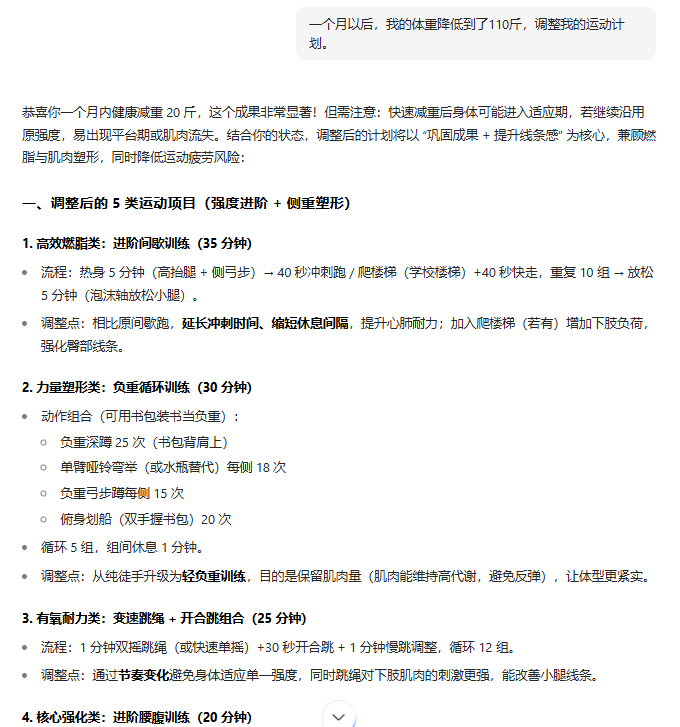 一个月以后，我的体重降低到了110斤，调整我的运动计
划。
恭喜你一个月内健康减重 20 斤，这个成果非常显著！但需注意：快速减重后身体可能进入适应期，若继续沿用
原强度，易出现平台期或肌肉流失。结合你的状态，调整后的计划将以 “巩固成果 + 提升线条感” 为核心，兼顾燃
脂与肌肉塑形，同时降低运动疲劳风险：
一、调整后的 5 类运动项目（强度进阶 + 侧重塑形）
1. 高效燃脂类：进阶间歇训练（35 分钟）
• 流程：热身 5 分钟（高抬腿 + 侧弓步）→ 40 秒冲刺跑 / 爬楼梯（学校楼梯）+40 秒快走，重复 10 组 → 放松
5 分钟（泡沫轴放松小腿）。
• 调整点：相比原间歇跑，延长冲刺时间、缩短休息间隔，提升心肺耐力；加入爬楼梯（若有）增加下肢负荷，
强化臀部线条。
2. 力量塑形类：负重循环训练（30 分钟）
• 动作组合（可用书包装书当负重）：
○ 负重深蹲 25 次（书包背肩上）
○ 单臂哑铃弯举（或水瓶替代）每侧 18 次
○ 负重弓步蹲每侧 15 次
○ 俯身划船（双手握书包）20 次
• 循环 5 组，组间休息 1 分钟。
• 调整点：从纯徒手升级为轻负重训练，目的是保留肌肉量（肌肉能维持高代谢，避免反弹），让体型更紧实。
3. 有氧耐力类：变速跳绳 + 开合跳组合（25 分钟）
• 流程：1 分钟双摇跳绳（或快速单摇）+30 秒开合跳 + 1 分钟慢跳调整，循环 12 组。
• 调整点：通过节奏变化避免身体适应单一强度，同时跳绳对下肢肌肉的刺激更强，能改善小腿线条。
4. 核心强化类：进阶腰腹训练（20 分钟）